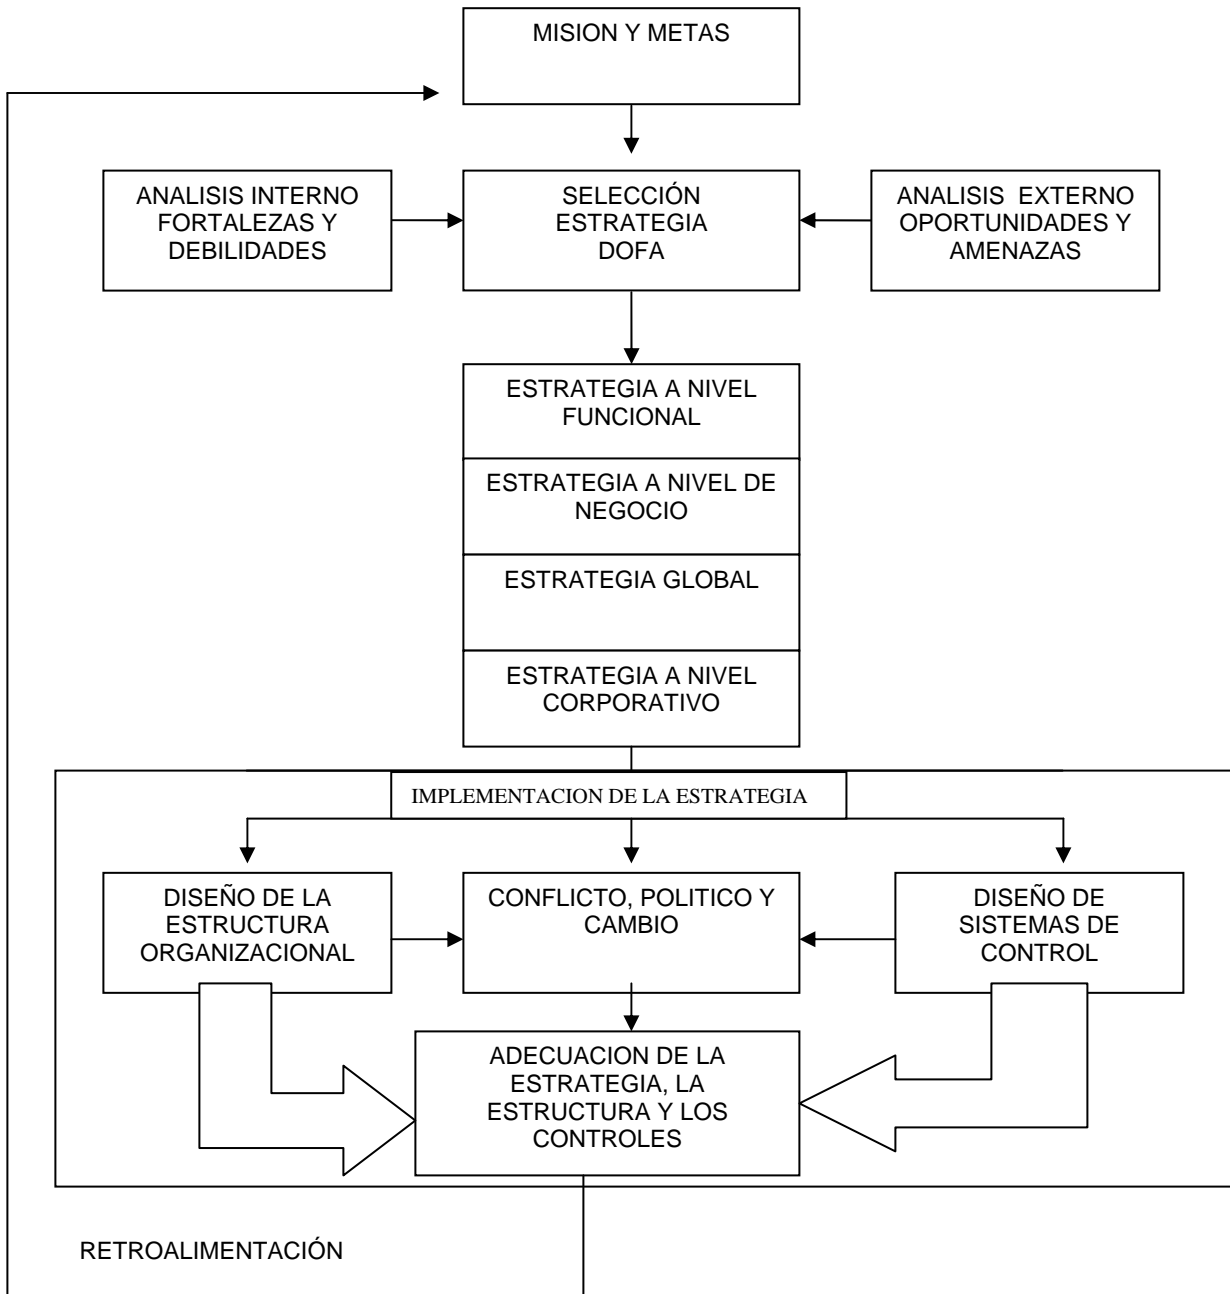 MISION Y METAS
ANALISIS INTERNO
FORTALEZAS Y
DEBILIDADES
SELECCIÓN
ESTRATEGIA
DOFA
ANALISIS EXTERNO
OPORTUNIDADES Y
AMENAZAS
ESTRATEGIA A NIVEL
FUNCIONAL
ESTRATEGIA A NIVEL DE
NEGOCIO
ESTRATEGIA GLOBAL
ESTRATEGIA A NIVEL
CORPORATIVO
IMPLEMENTACION DE LA ESTRATEGIA
DISEÑO DE LA
ESTRUCTURA
ORGANIZACIONAL
CONFLICTO, POLITICO Y
CAMBIO
DISEÑO DE
SISTEMAS DE
CONTROL
ADECUACION DE LA
ESTRATEGIA, LA
ESTRUCTURA Y LOS
CONTROLES
RETROALIMENTACIÓN